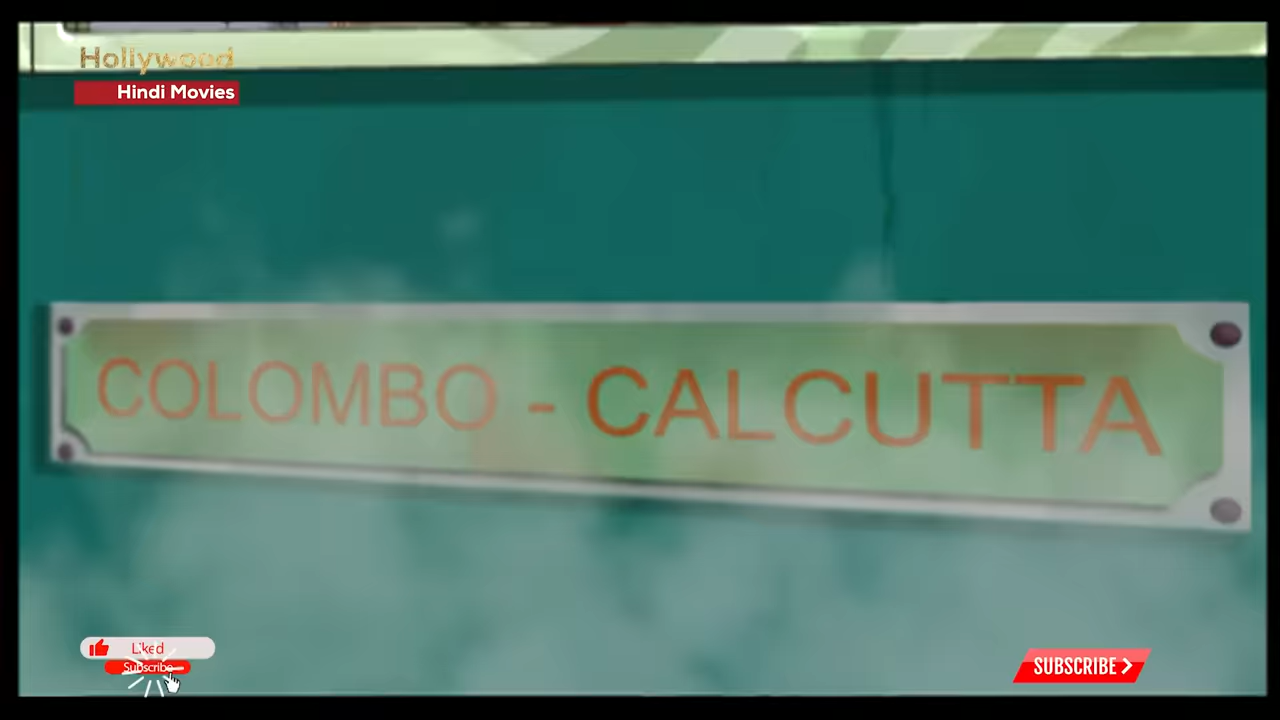 Hollywood
Hindi Movies
COLOMBO - CALCUTTA
Liked
Subscribe
SUBSCRIBE